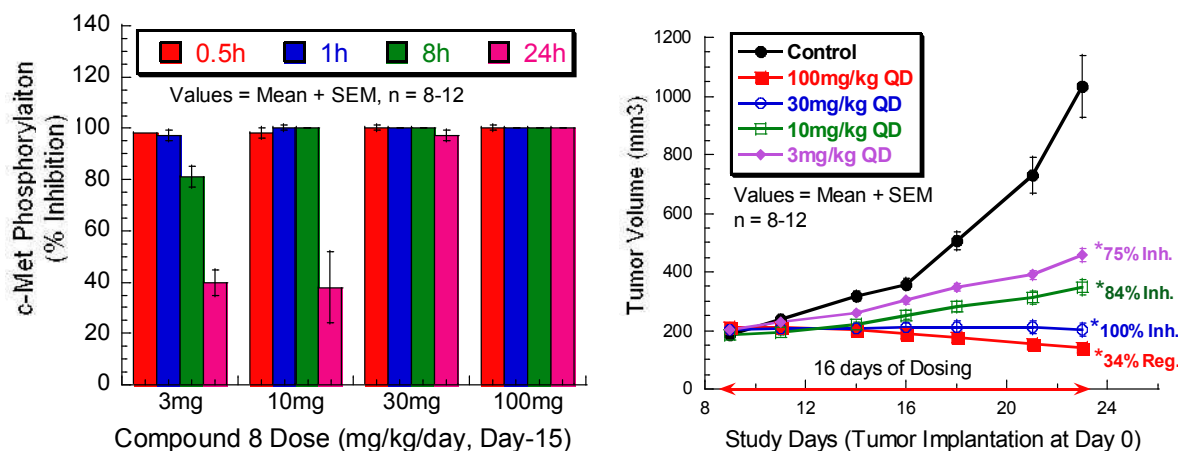 140
120
100
80
60
40
20
0
c-Met Phosphorylaiton
(% Inhibition)
0.5h 1h 8h 24h
Values = Mean + SEM, n = 8-12
3mg 10mg 30mg 100mg
Compound 8 Dose (mg/kg/day, Day-15)
1200
1000
800
600
400
200
0
Tumor Volume (mm3)
Control
100mg/kg QD
30mg/kg QD
10mg/kg QD
3mg/kg QD
Values = Mean + SEM
n = 8-12
*75% Inh.
*84% Inh.
*100% Inh.
*34% Reg.
16 days of Dosing
8 12 16 20 24
Study Days (Tumor Implantation at Day 0)